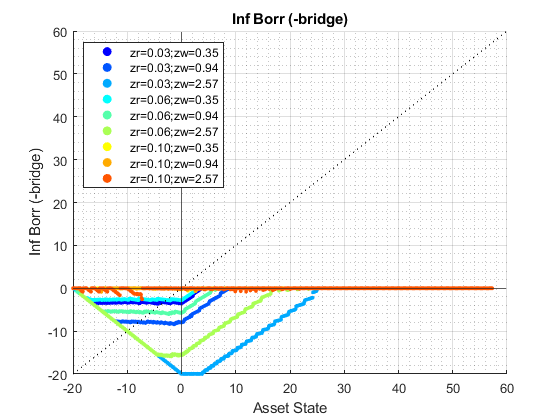 Inf Borr (-bridge)
zr=0.03;zw=0.35
zr=0.03;zw=0.94
zr=0.03;zw=2.57
zr=0.06;zw=0.35
zr=0.06;zw=0.94
zr=0.06;zw=2.57
zr=0.10;zw=0.35
zr=0.10;zw=0.94
zr=0.10;zw=2.57
Inf Borr (-bridge)
60
50
40
30
20
10
0
-10
-20
-20 -10 0 10 20 30 40 50 60
Asset State